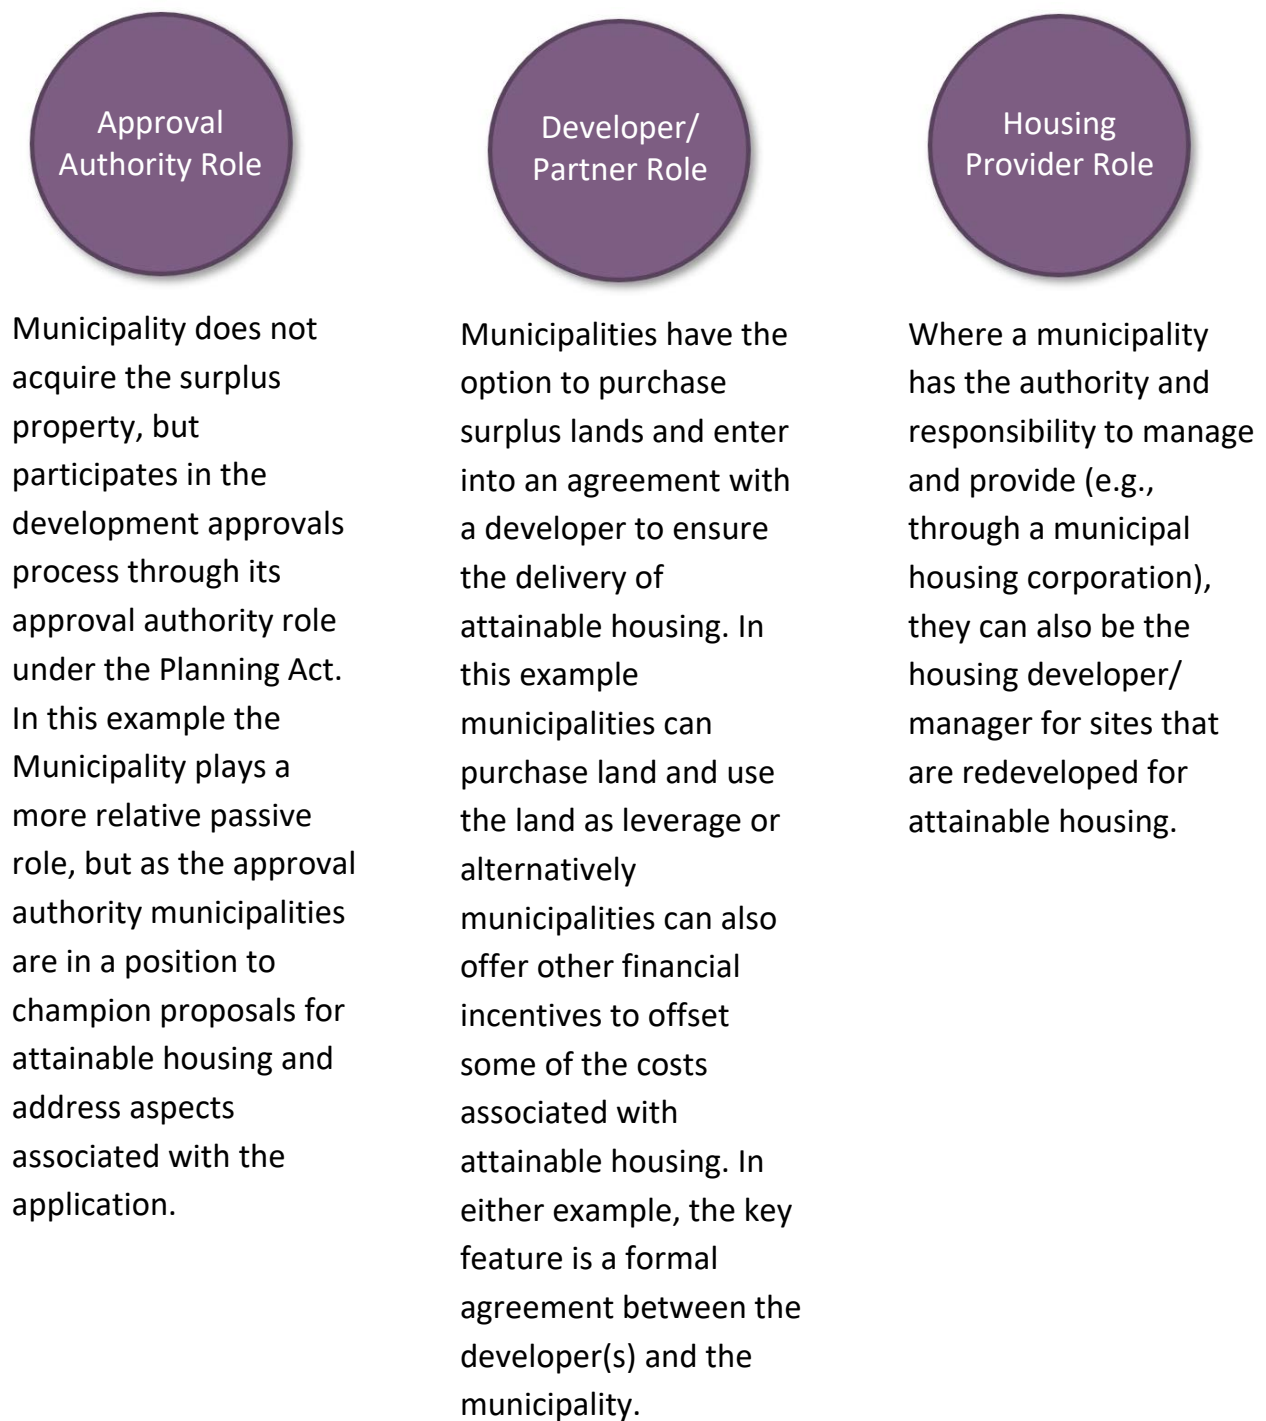 Approval
Authority Role
Municipality does not
acquire the surplus
property, but
participates in the
development approvals
process through its
approval authority role
under the Planning Act.
In this example the
Municipality plays a
more relative passive
role, but as the approval
authority municipalities
are in a position to
champion proposals for
attainable housing and
address aspects
associated with the
application.
Developer/
Partner Role
Municipalities have the
option to purchase
surplus lands and enter
into an agreement with
a developer to ensure
the delivery of
attainable housing. In
this example
municipalities can
purchase land and use
the land as leverage or
alternatively
municipalities can also
offer other financial
incentives to offset
some of the costs
associated with
attainable housing. In
either example, the key
feature is a formal
agreement between the
developer(s) and the
municipality.
Housing
Provider Role
Where a municipality
has the authority and
responsibility to manage
and provide (e.g.,
through a municipal
housing corporation),
they can also be the
housing developer/
manager for sites that
are redeveloped for
attainable housing.